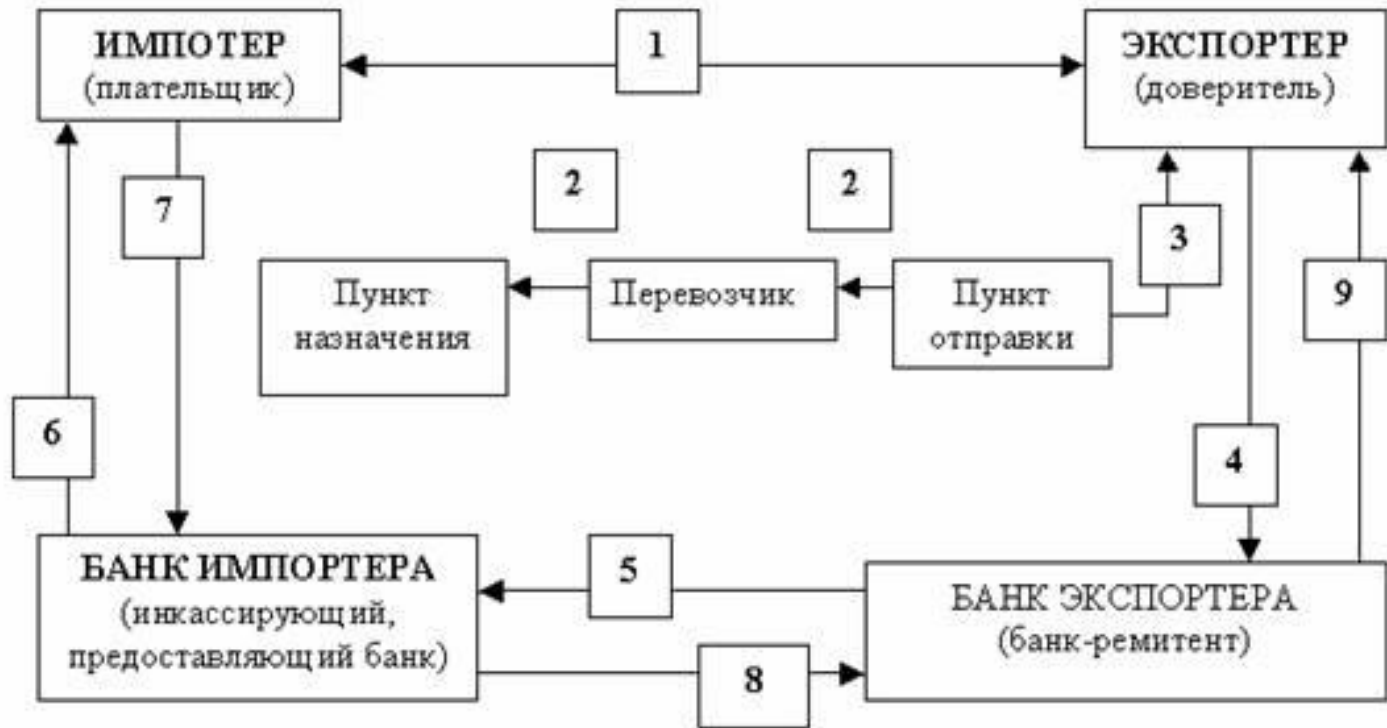 ИМПОТЕР
(плательщик)
1
ЭКСПОРТЕР
(доверитель)
7
2
2
3
Пункт
назначения
Перевозчик
Пункт
отправки
9
6
4
БАНК ИМПОРТЕРА
(инкассирующий,
предоставляющий банк)
5
8
БАНК ЭКСПОРТЕРА
(банк-ремитент)